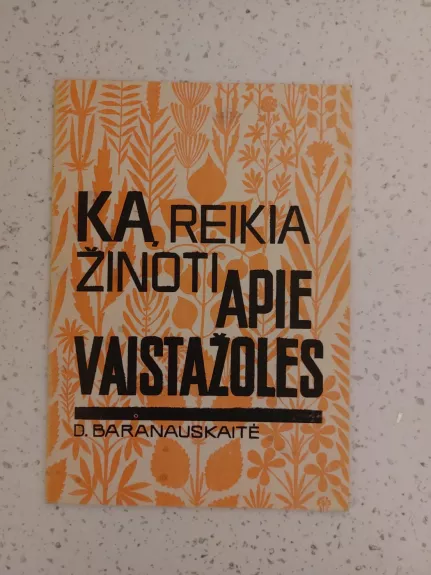 KĄ REIKIA
ŽINOTI APIE
VAISTAŽOLES
D. BARANAUSKAITĖ